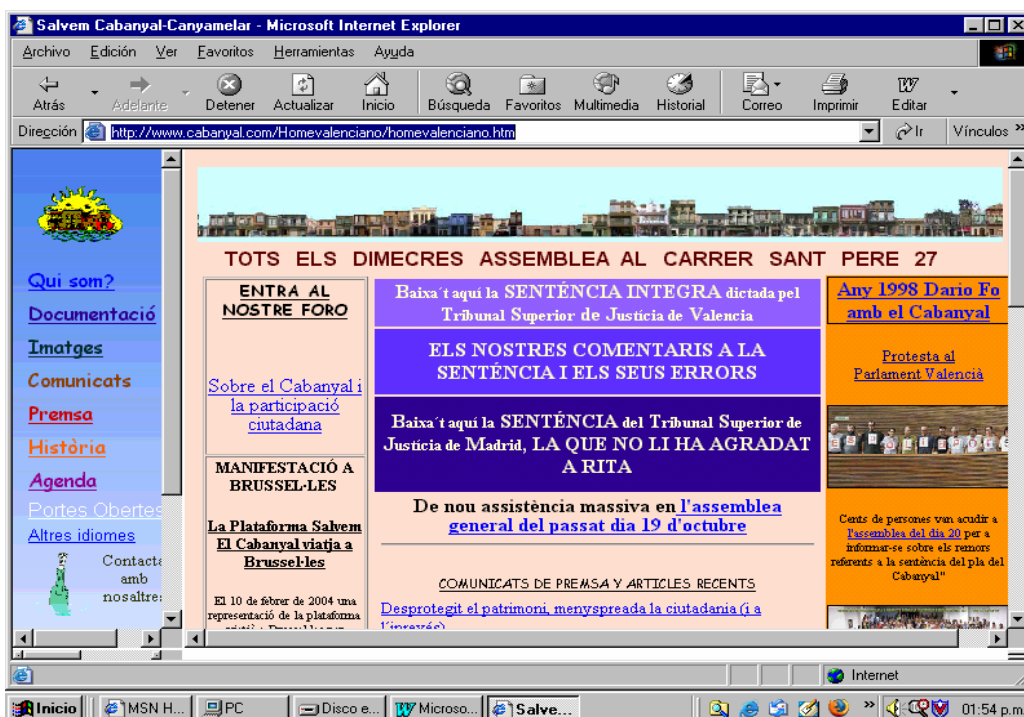 Salvem Cabanyal-Canyamelar - Microsoft Internet Explorer
Archivo Edición Ver Favoritos Herramientas Ayuda
Atrás Adelante Detener Actualizar Inicio Búsqueda Favoritos Multimedia Historial Correo Imprimir Editar
Dirección http://www.cabanyal.com/Homevalenciano/homevalenciano.htm Ir Vínculos »
Qui som?
Documentació
Imatges
Comunicats
Premsa
Història
Agenda
Portes Obertes
Altres idiomes
Contacta
amb
nosaltres
TOTS ELS DIMECRES ASSEMBLEA AL CARRER SANT PERE 27
ENTRA AL
NOSTRE FORO
Sobre el Cabanyal i
la participació
ciutadana
MANIFESTACIÓ A
BRUSSEL·LES
La Plataforma Salvem
El Cabanyal viatja a
Brussel·les
El 10 de febrer de 2004 una
representació de la plataforma
Baixa´t aquí la SENTÉNCIA INTEGRA dictada pel
Tribunal Superior de Justícia de Valencia
ELS NOSTRES COMENTARIS A LA
SENTÉNCIA I ELS SEUS ERRORS
Baixa´t aquí la SENTÉNCIA del Tribunal Superior de
Justícia de Madrid, LA QUE NO LI HA AGRADAT
A RITA
De nou assistència massiva en l'assemblea
general del passat dia 19 d'octubre
COMUNICATS DE PREMSA Y ARTICLES RECENTS
Desprotegit el patrimoni, menyspreada la ciutadania (i a
l´inrevés)
Any 1998 Dario Fo
amb el Cabanyal
Protesta al
Parlament Valencià
Cents de persones van acudir a
l'assemblea del dia 20 per a
informar-se sobre els remors
referents a la sentència del pla del
Cabanyal"
Internet
Inicio MSN H... PC Disco e... Microso... Salve... » 01:54 p.m.